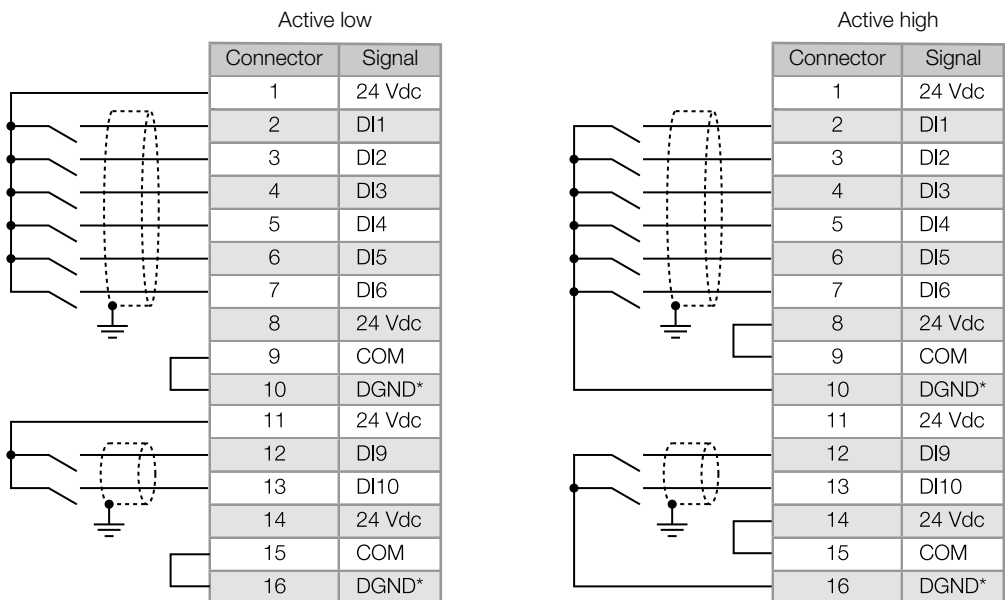 Active low
Connector Signal
1 24 Vdc
2 DI1
3 DI2
4 DI3
5 DI4
6 DI5
7 DI6
8 24 Vdc
9 COM
10 DGND*
11 24 Vdc
12 DI9
13 DI10
14 24 Vdc
15 COM
16 DGND*
Active high
Connector Signal
1 24 Vdc
2 DI1
3 DI2
4 DI3
5 DI4
6 DI5
7 DI6
8 24 Vdc
9 COM
10 DGND*
11 24 Vdc
12 DI9
13 DI10
14 24 Vdc
15 COM
16 DGND*